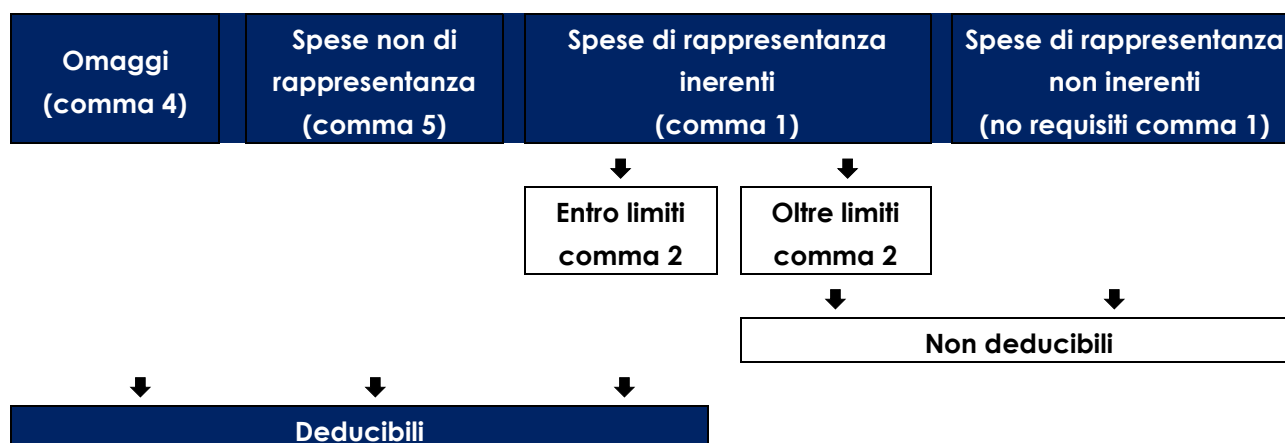 Omaggi
(comma 4)
Spese non di
rappresentanza
(comma 5)
Spese di rappresentanza
inerenti
(comma 1)
Spese di rappresentanza
non inerenti
(no requisiti comma 1)
Entro limiti
comma 2
Oltre limiti
comma 2
Non deducibili
Deducibili